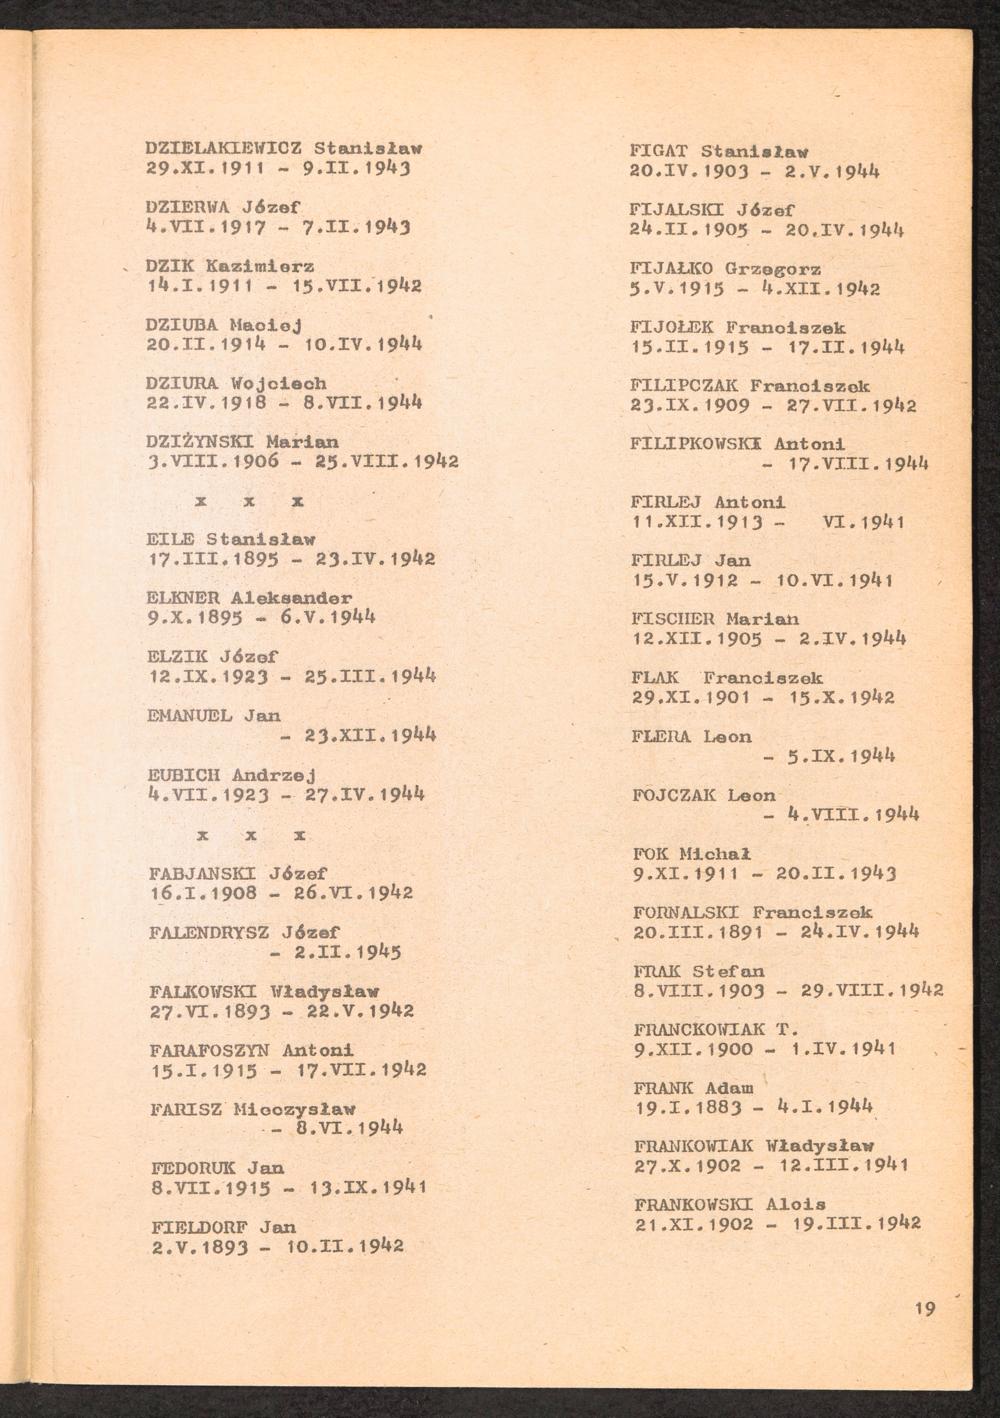 DZIELAKIEWICZ Stanisław
29.XI.1911 - 9.II.1943
DZIERWA Józef
4.VII.1917 - 7.II.1943
DZIK Kazimierz
14.I.1911 - 15.VII.1942
DZIUBA Maciej
20.II.1914 - 10.IV.1944
DZIURA Wojciech
22.IV.1918 - 8.VII.1944
DZIŻYNSKI Marian
3.VIII.1906 - 25.VIII.1942
x x x
EILE Stanisław
17.III.1895 - 23.IV.1942
ELKNER Aleksander
9.X.1895 - 6.V.1944
ELZIK Józef
12.IX.1923 - 25.III.1944
EMANUEL Jan
- 23.XII.1944
EUBICH Andrzej
4.VII.1923 - 27.IV.1944
x x x
FABJANSKI Józef
16.I.1908 - 26.VI.1942
FALENDRYSZ Józef
- 2.II.1945
FALKOWSKI Władysław
27.VI.1893 - 22.V.1942
FARAFOSZYN Antoni
15.I.1915 - 17.VII.1942
FARISZ Mieczysław
- 8.VI.1944
FEDORUK Jan
8.VII.1915 - 13.IX.1941
FIELDORF Jan
2.V.1893 - 10.II.1942
FIGAT Stanisław
20.IV.1903 - 2.V.1944
FIJALSKI Józef
24.II.1905 - 20.IV.1944
FIJAŁKO Grzegorz
5.V.1915 - 4.XII.1942
FIJOŁEK Franciszek
15.II.1915 - 17.II.1944
FILIPCZAK Franciszek
23.IX.1909 - 27.VII.1942
FILIPKOWSKI Antoni
- 17.VIII.1944
FIRLEJ Antoni
11.XII.1913 - VI.1941
FIRLEJ Jan
15.V.1912 - 10.VI.1941
FISCHER Marian
12.XII.1905 - 2.IV.1944
FLAK Franciszek
29.XI.1901 - 15.X.1942
FLERA Leon
- 5.IX.1944
FOJCZAK Leon
- 4.VIII.1944
FOK Michał
9.XI.1911 - 20.II.1943
FORNALSKI Franciszek
20.III.1891 - 24.IV.1944
FRAK Stefan
8.VIII.1903 - 29.VIII.1942
FRANCKOWIAK T.
9.XII.1900 - 1.IV.1941
FRANK Adam
19.I.1883 - 4.I.1944
FRANKOWIAK Władysław
27.X.1902 - 12.III.1941
FRANKOWSKI Alois
21.XI.1902 - 19.III.1942
19